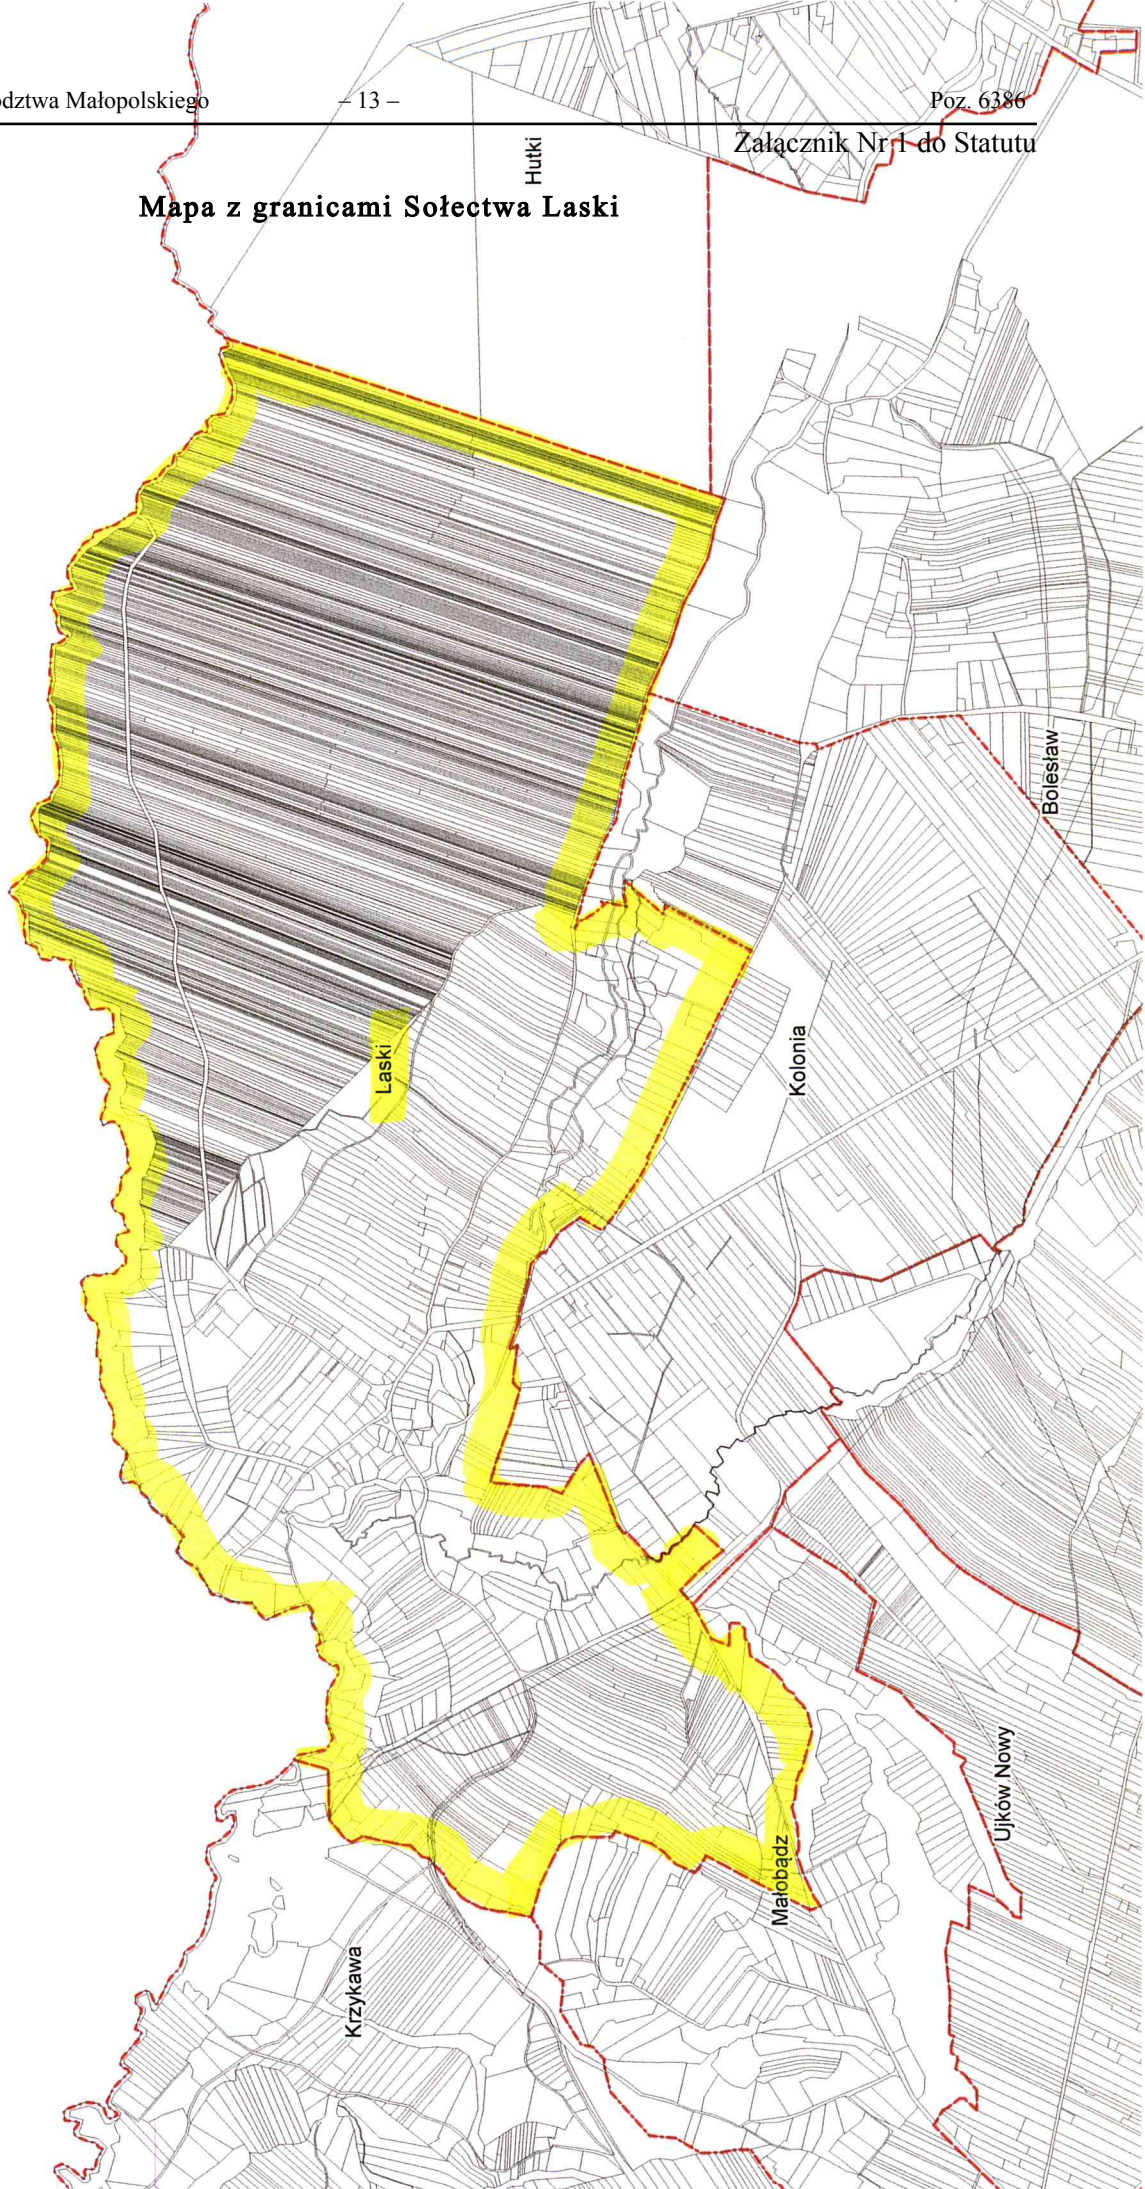 ództwa Małopolskiego – 13 – Poz. 6386
Załącznik Nr 1 do Statutu
Mapa z granicami Sołectwa Laski
Hutki
Bolesław
Laski
Kolonia
Ujków Nowy
Małobądz
Krzykawa